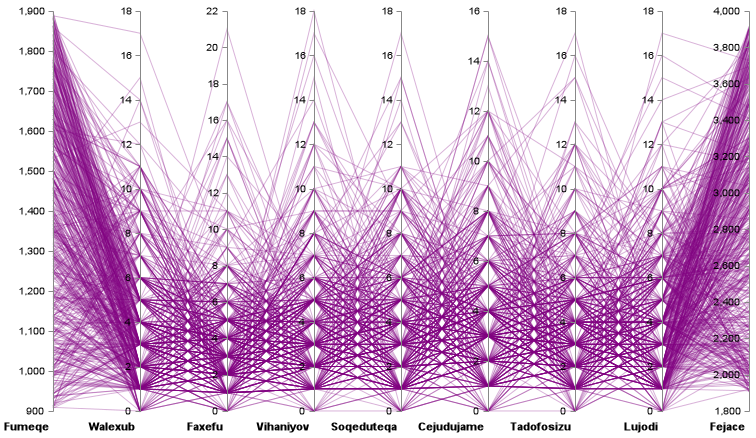 1,900 18 22 18 18 16 18 18 4,000
20 3,800
1,800 16 16 16 16 16
14
1,700 18 3,600
14 14 14 14 14
16 12 3,400
1,600
12 12 12 12 12
14 10 3,200
1,500
10 12 10 10 10 10 3,000
1,400 8
8 10 8 8 8 8 2,800
1,300 6
8 2,600
6 6 6 6 6
1,200
6 4 2,400
4 4 4 4 4
1,100 4 2,200
1,000 2 2 2 2 2 2 2 2,000
900 0 0 0 0 0 0 0 1,800
Fumeqe Walexub Faxefu Vihaniyov Soqeduteqa Cejudujame Tadofosizu Lujodi Fejace